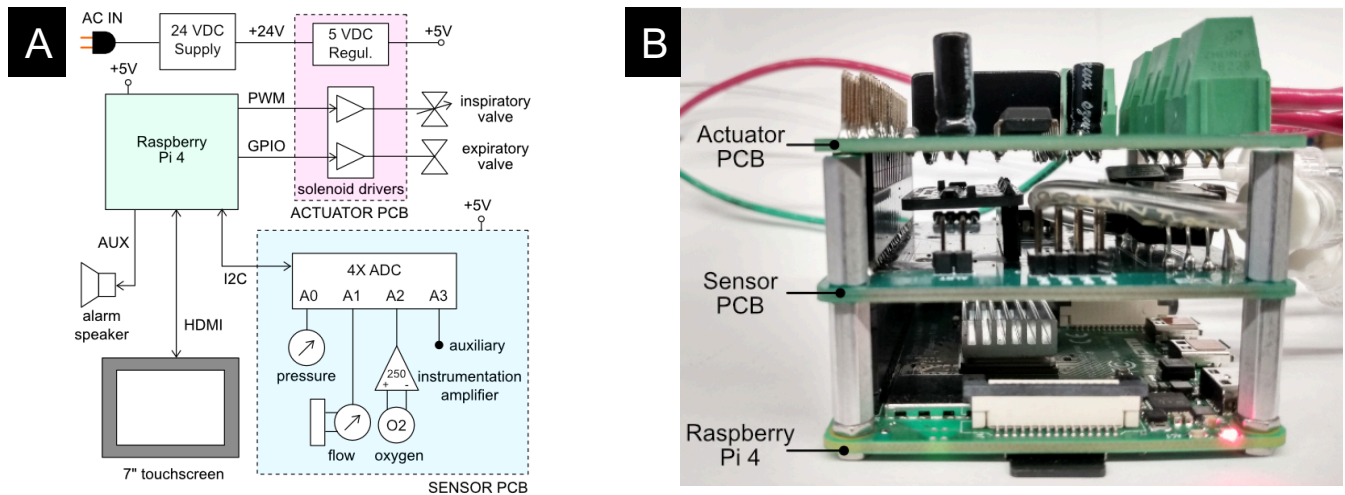 A
AC IN
24 VDC
Supply
+24V
5 VDC
Regul.
+5V
+5V
Raspberry
Pi 4
PWM
GPIO
inspiratory
valve
expiratory
valve
solenoid drivers
ACTUATOR PCB
+5V
AUX
I2C
4X ADC
A0 A1 A2 A3
alarm
speaker
HDMI
auxiliary
pressure
250
+ -
instrumentation
amplifier
O2
flow
oxygen
7" touchscreen
SENSOR PCB
B
Actuator
PCB
Sensor
PCB
Raspberry
Pi 4